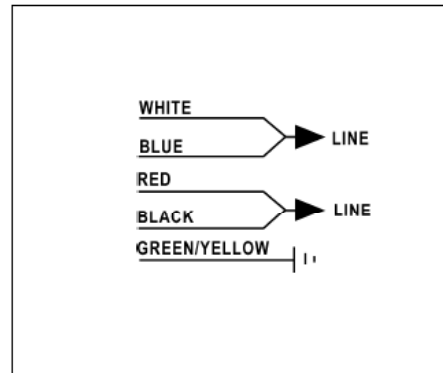 WHITE
BLUE
LINE
RED
BLACK
LINE
GREEN/YELLOW